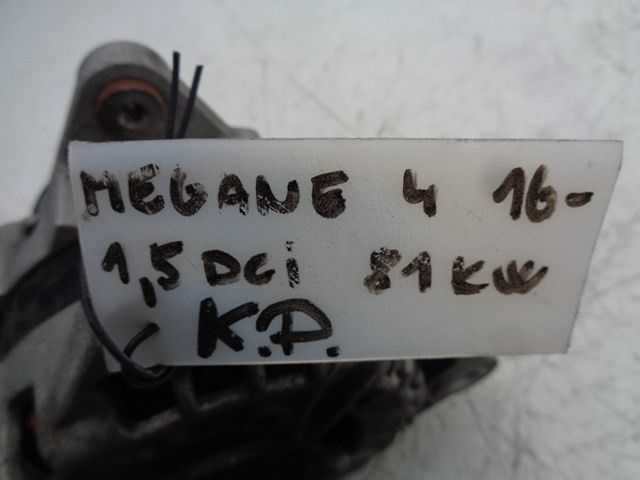 MEGANE 4 16-
1,5 DCi 81 KW
K.P.